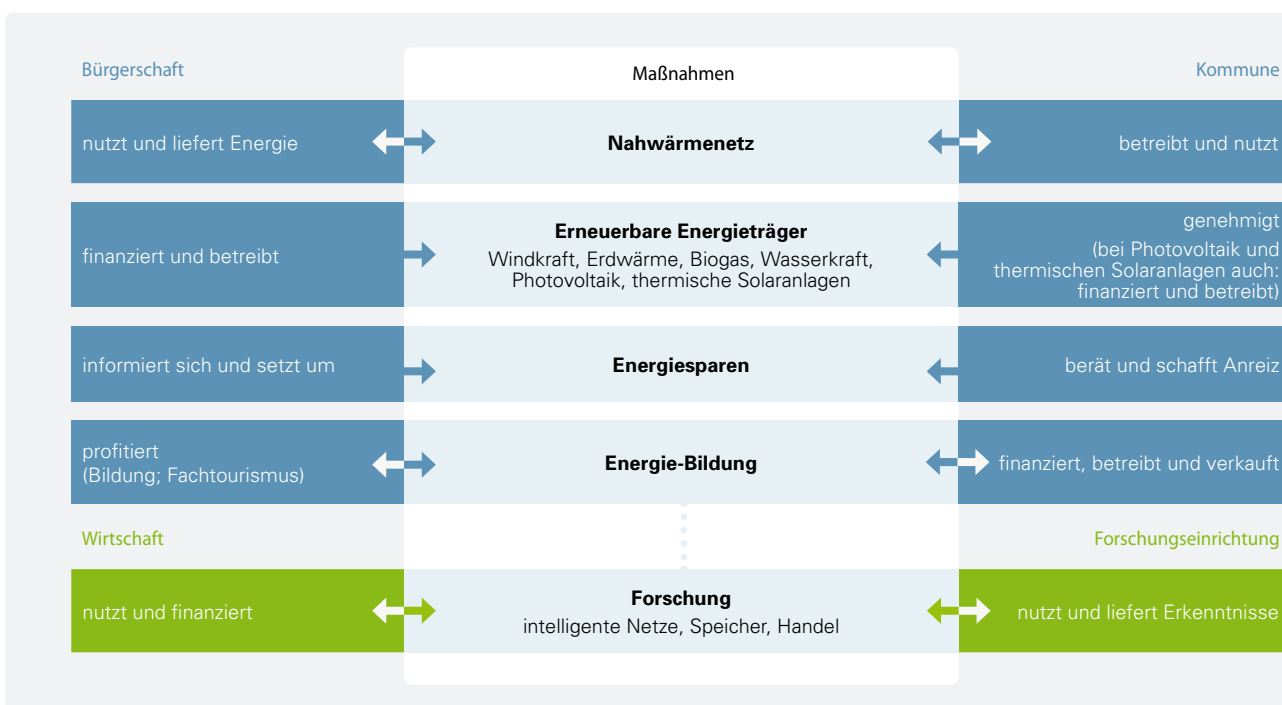 Bürgerschaft
Maßnahmen
Kommune
nutzt und liefert Energie
Nahwärmenetz
betreibt und nutzt
finanziert und betreibt
Erneuerbare Energieträger
Windkraft, Erdwärme, Biogas, Wasserkraft,
Photovoltaik, thermische Solaranlagen
genehmigt
(bei Photovoltaik und
thermischen Solaranlagen auch:
finanziert und betreibt)
informiert sich und setzt um
Energiesparen
berät und schafft Anreiz
profitiert
(Bildung; Fachtourismus)
Energie-Bildung
finanziert, betreibt und verkauft
Wirtschaft
Forschungseinrichtung
nutzt und finanziert
Forschung
intelligente Netze, Speicher, Handel
nutzt und liefert Erkenntnisse